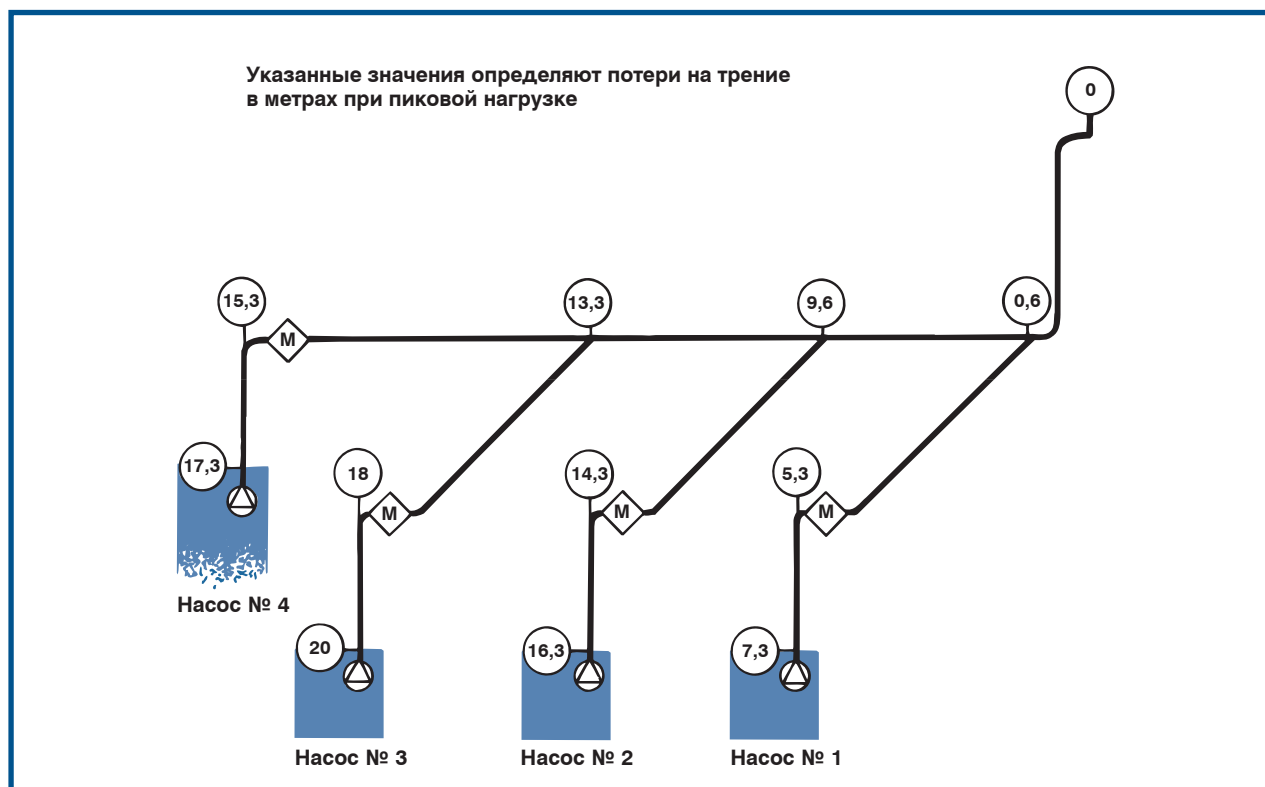 Указанные значения определяют потери на трение
в метрах при пиковой нагрузке
0
15,3
13,3
9,6
0,6
М
17,3
18
14,3
5,3
М
М
М
Насос № 4
20
16,3
7,3
Насос № 3
Насос № 2
Насос № 1